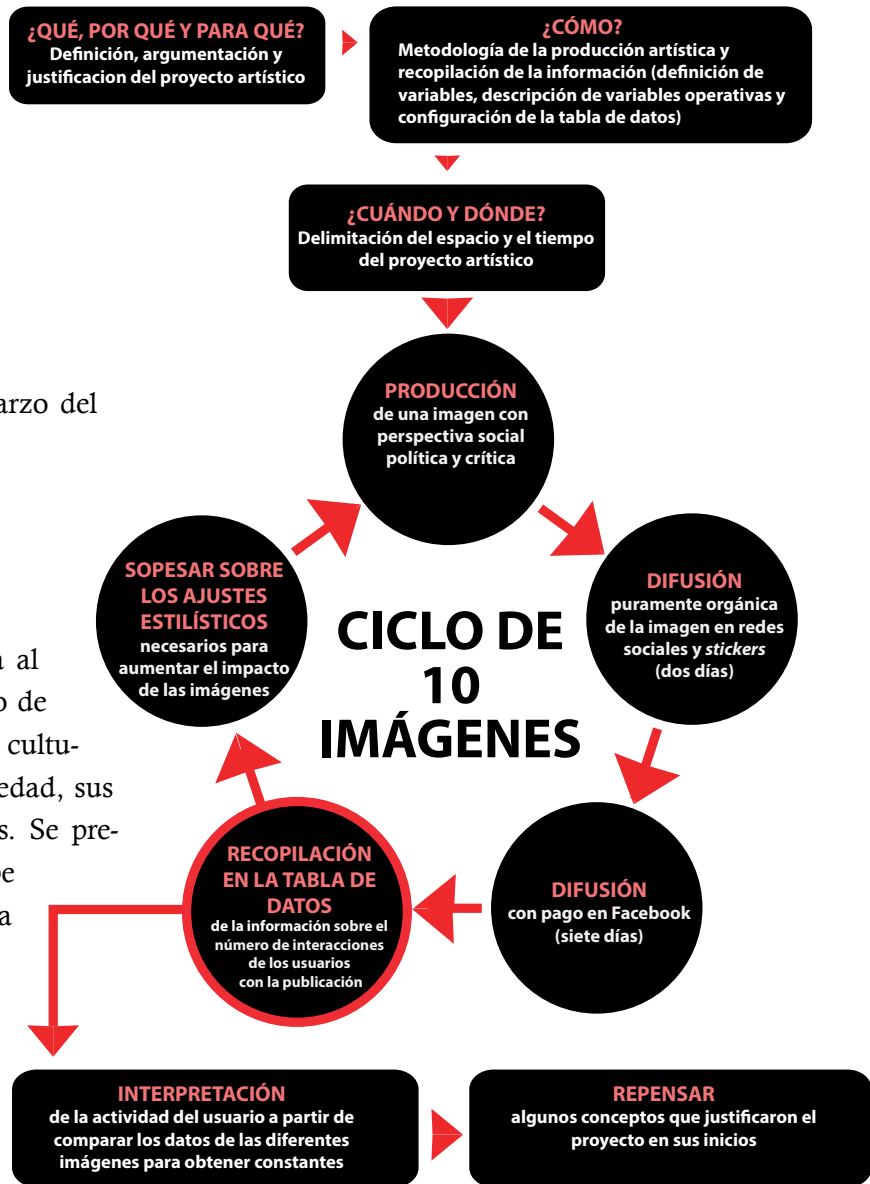 ¿QUÉ, POR QUÉ Y PARA QUÉ?
Definición, argumentación y
justificacion del proyecto artístico
¿CÓMO?
Metodología de la producción artística y
recopilación de la información (definición de
variables, descripción de variables operativas y
configuración de la tabla de datos)
¿CUÁNDO Y DÓNDE?
Delimitación del espacio y el tiempo
del proyecto artístico
PRODUCCIÓN
de una imagen con
perspectiva social
política y crítica
DIFUSIÓN
puramente orgánica
de la imagen en redes
sociales y stickers
(dos días)
DIFUSIÓN
con pago en Facebook
(siete días)
RECOPILACIÓN
EN LA TABLA DE
DATOS
de la información sobre el
número de interacciones
de los usuarios
con la publicación
SOPESAR SOBRE
LOS AJUSTES
ESTILÍSTICOS
necesarios para
aumentar el impacto
de las imágenes
CICLO DE
10
IMÁGENES
INTERPRETACIÓN
de la actividad del usuario a partir de
comparar los datos de las diferentes
imágenes para obtener constantes
REPENSAR
algunos conceptos que justificaron el
proyecto en sus inicios
arzo del
al
de
cultu-
edad, sus
s. Se pre-